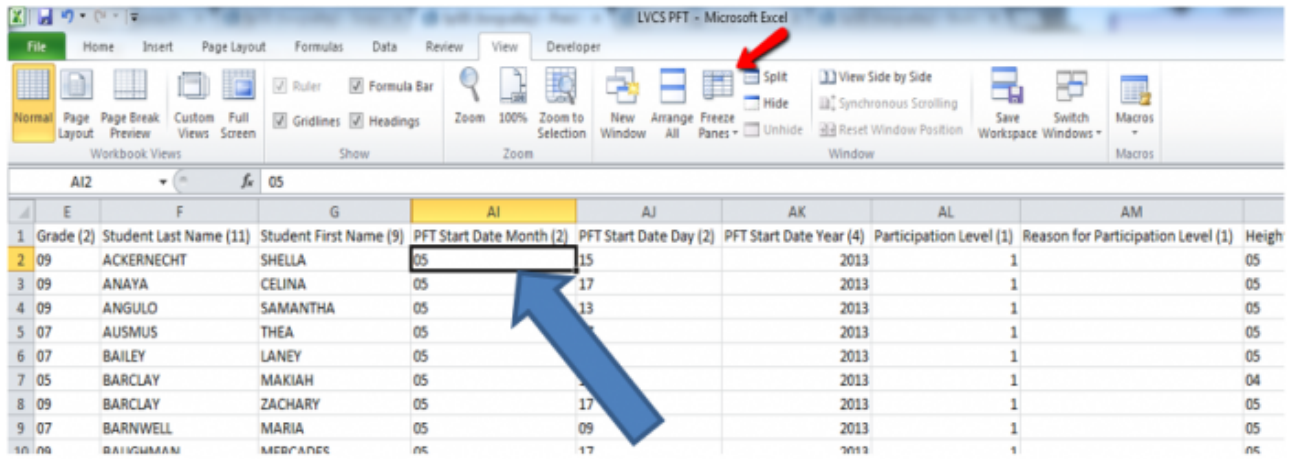 LVCS PFT - Microsoft Excel
File Home Insert Page Layout Formulas Data Review View Developer
Normal Page Layout Page Break Preview Custom Views Full Screen
Workbook Views
Ruler Formula Bar
Gridlines Headings
Show
Zoom 100% Zoom to Selection
Zoom
New Window Arrange All Freeze Panes
Split
Hide
Unhide
View Side by Side
Synchronous Scrolling
Reset Window Position
Save Workspace Switch Windows
Window
Macros
Macros
AI2 fx 05
E F G AI AJ AK AL AM
1 Grade (2) Student Last Name (11) Student First Name (9) PFT Start Date Month (2) PFT Start Date Day (2) PFT Start Date Year (4) Participation Level (1) Reason for Participation Level (1) Heigh
2 09 ACKERNECHT SHELLA 05 15 2013 1 05
3 09 ANAYA CELINA 05 17 2013 1 05
4 09 ANGULO SAMANTHA 05 13 2013 1 05
5 07 AUSMUS THEA 05 2013 1 05
6 07 BAILEY LANEY 05 2013 1 05
7 05 BARCLAY MAKIAH 05 2013 1 04
8 09 BARCLAY ZACHARY 05 17 2013 1 05
9 07 BARNWELL MARIA 05 09 2013 1 05
10 09 BAUGHMAN MERCADES 05 17 2013 1 05